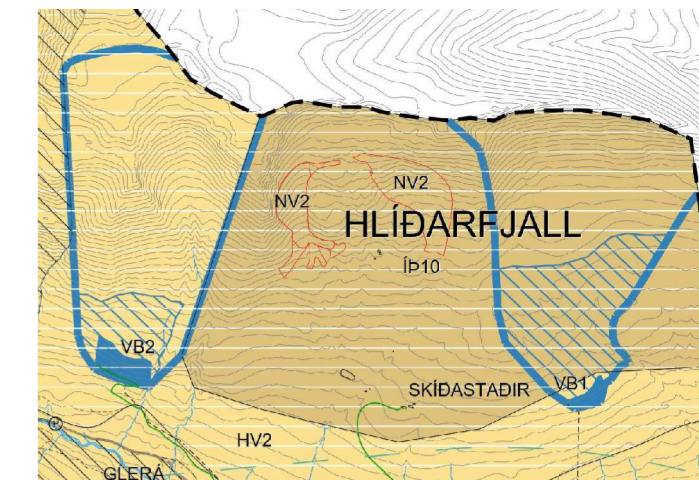 NV2
NV2
HLÍÐARFJALL
ÍÞ10
VB2
SKÍÐASTAÐIR
VB1
P
HV2
GLERÁ